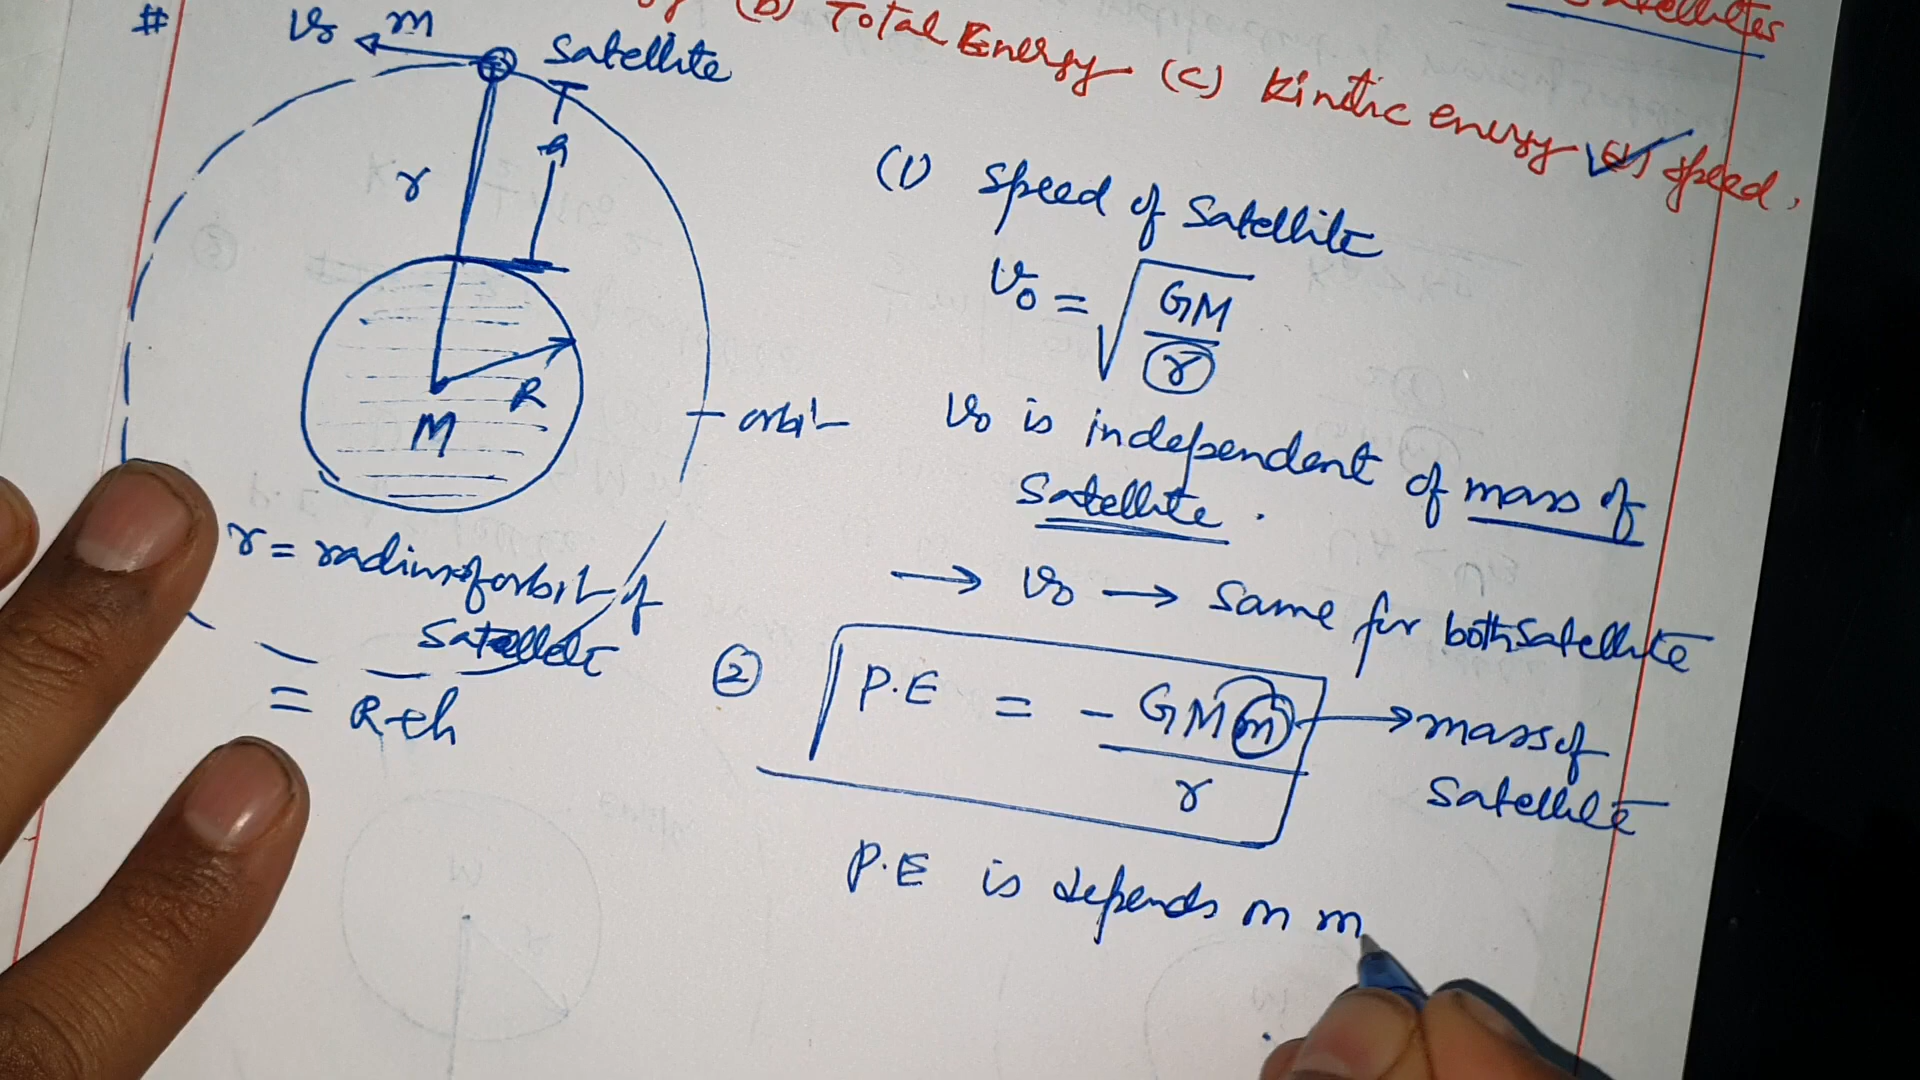 Satellites
(b) Total Energy (c) Kinetic energy (d) speed.
#
v₀ m
Satellite
r
h
R
M
orbit
r = radius of orbit of
Satellite
= R+h
(1) Speed of Satellite
v₀ = √GM/r
v₀ is independent of mass of
Satellite.
→ v₀ → Same for both Satellite
② P.E = - GMm/r → mass of
Satellite
P.E is depends on m